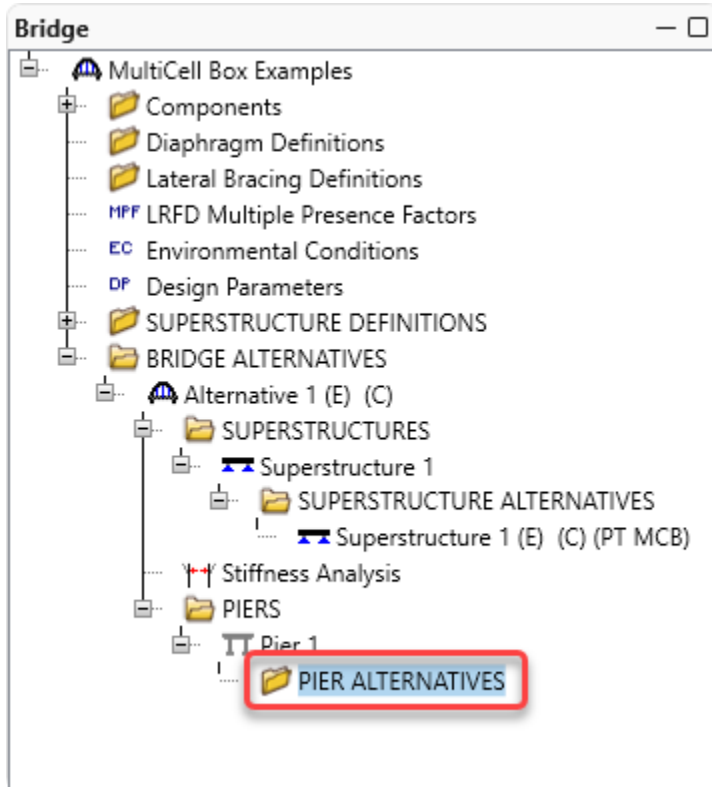 Bridge
MultiCell Box Examples
Components
Diaphragm Definitions
Lateral Bracing Definitions
MPF LRFD Multiple Presence Factors
EC Environmental Conditions
DP Design Parameters
SUPERSTRUCTURE DEFINITIONS
BRIDGE ALTERNATIVES
Alternative 1 (E) (C)
SUPERSTRUCTURES
Superstructure 1
SUPERSTRUCTURE ALTERNATIVES
Superstructure 1 (E) (C) (PT MCB)
Stiffness Analysis
PIERS
Pier 1
PIER ALTERNATIVES